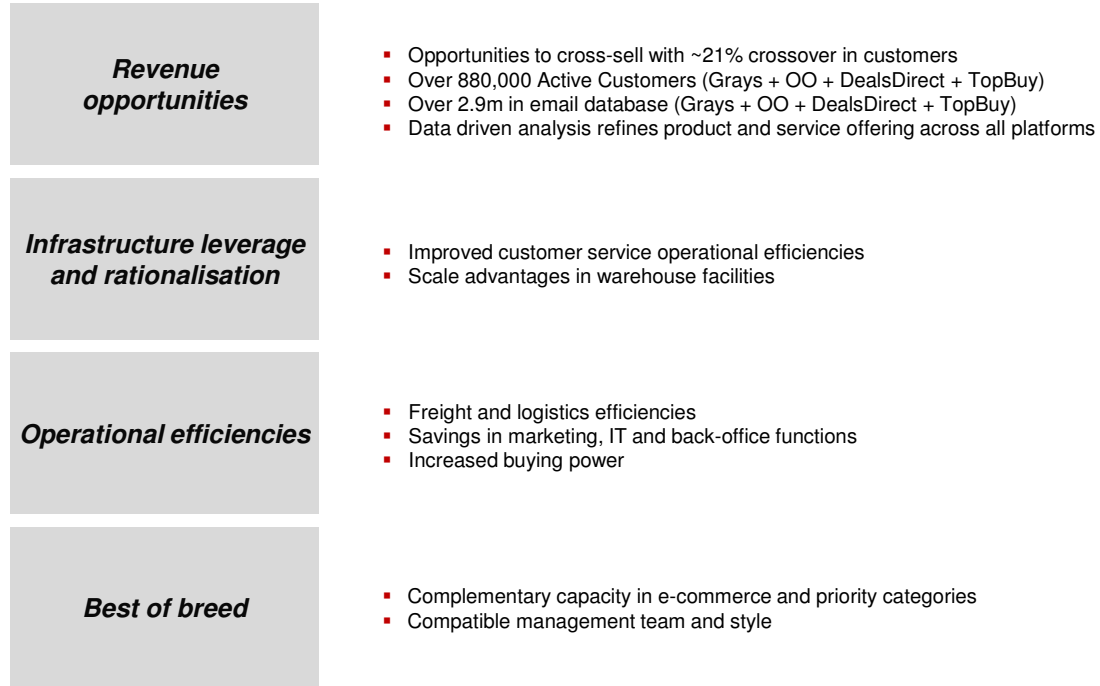 Revenue
opportunities
▪ Opportunities to cross-sell with ~21% crossover in customers
▪ Over 880,000 Active Customers (Grays + OO + DealsDirect + TopBuy)
▪ Over 2.9m in email database (Grays + OO + DealsDirect + TopBuy)
▪ Data driven analysis refines product and service offering across all platforms
Infrastructure leverage
and rationalisation
▪ Improved customer service operational efficiencies
▪ Scale advantages in warehouse facilities
Operational efficiencies
▪ Freight and logistics efficiencies
▪ Savings in marketing, IT and back-office functions
▪ Increased buying power
Best of breed
▪ Complementary capacity in e-commerce and priority categories
▪ Compatible management team and style